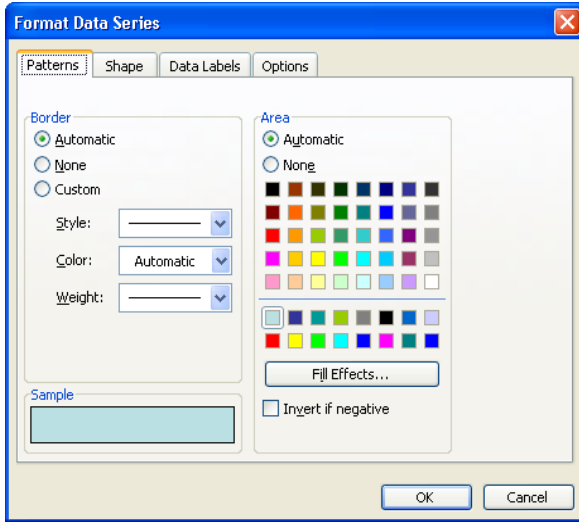 Format Data Series
Patterns Shape Data Labels Options
Border
Automatic
None
Custom
Style:
Color: Automatic
Weight:
Sample
Area
Automatic
None
Fill Effects...
Invert if negative
OK Cancel